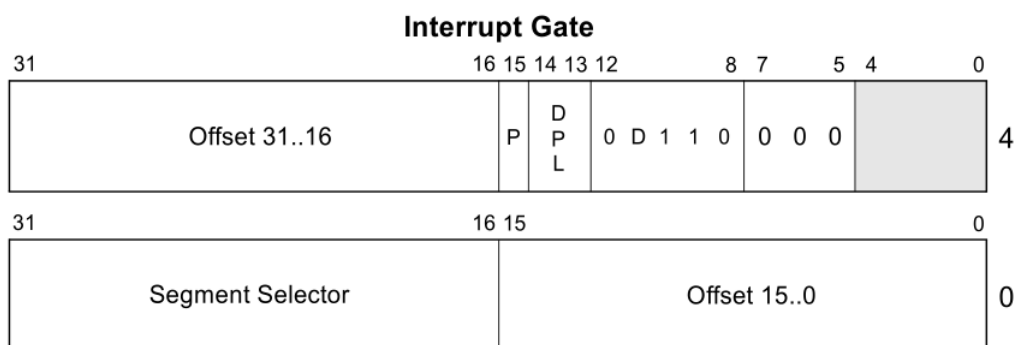 Interrupt Gate
31 16 15 14 13 12 8 7 5 4 0
Offset 31..16 P DPL 0 D 1 1 0 0 0 0 4
31 16 15 0
Segment Selector Offset 15..0 0